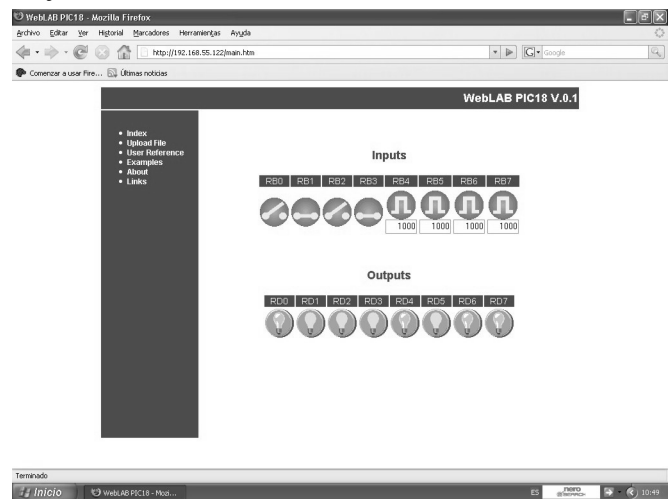 WebLAB PIC18 - Mozilla Firefox
Archivo Editar Ver Historial Marcadores Herramientas Ayuda
http://192.168.55.122/main.htm
G Google
Comenzar a usar Fire... Últimas noticias
WebLAB PIC18 V.0.1
Index
Upload File
User Reference
Examples
About
Links
Inputs
RB0 RB1 RB2 RB3 RB4 RB5 RB6 RB7
1000 1000 1000 1000
Outputs
RD0 RD1 RD2 RD3 RD4 RD5 RD6 RD7
Terminado
Inicio WebLAB PIC18 - Mozi... ES nero SEARCH 10:49